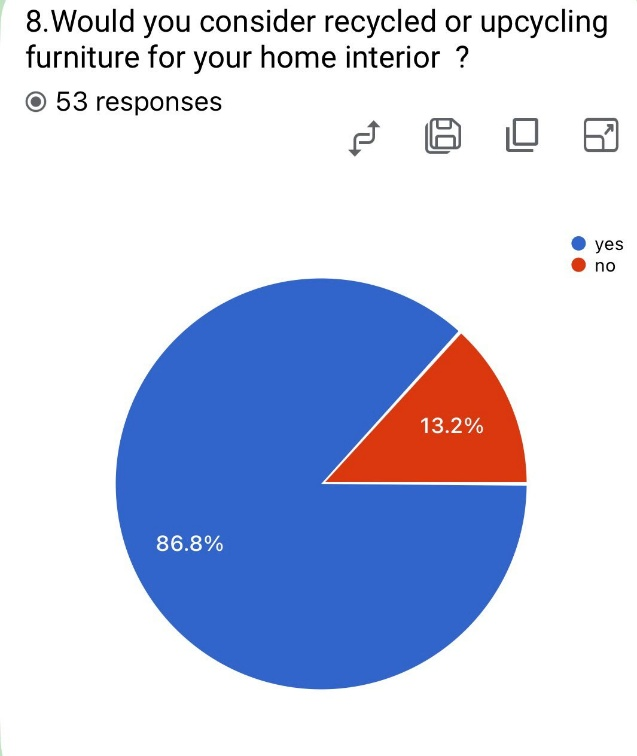 8.Would you consider recycled or upcycling
furniture for your home interior ?
53 responses
yes
no
13.2%
86.8%